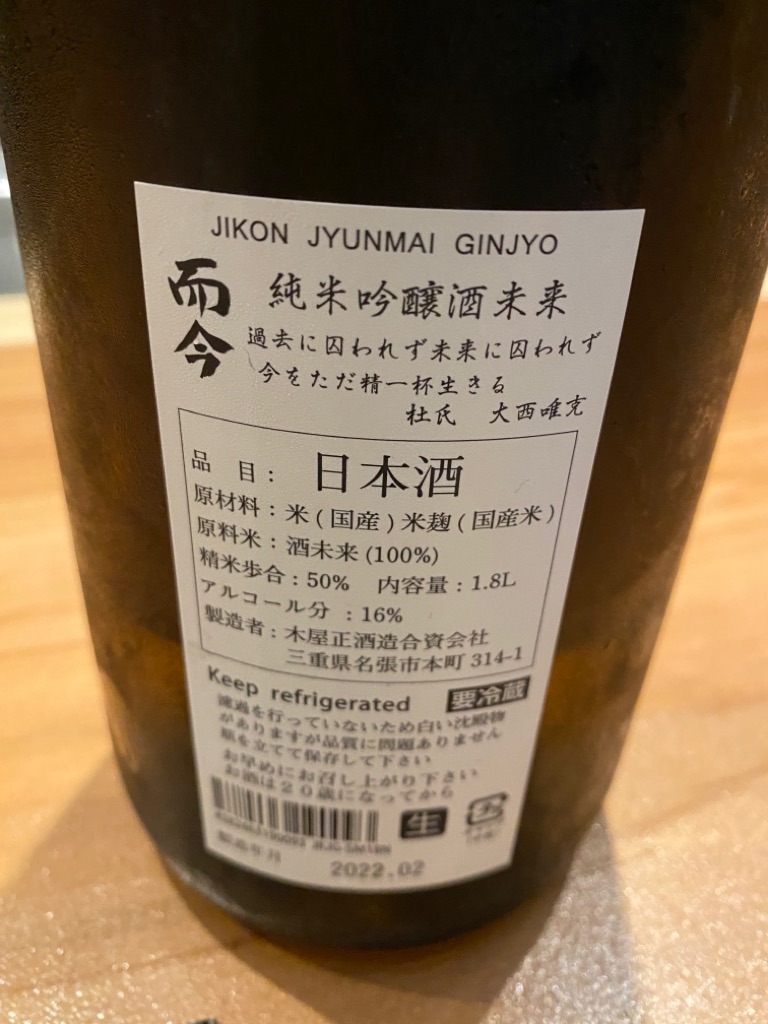 JIKON JYUNMAI GINJYO
而今
純米吟醸酒未来
過去に囚われず未来に囚われず
今をただ精一杯生きる
杜氏 大西唯克
品 目: 日本酒
原材料:米(国産)米麹(国産米)
原料米:酒未来(100%)
精米歩合:50% 内容量:1.8L
アルコール分:16%
製造者:木屋正酒造合資会社
三重県名張市本町314-1
Keep refrigerated 要冷蔵
濾過を行っていないため白い沈殿物
がありますが品質に問題ありません
瓶を立てて保存して下さい
お早めにお召し上がり下さい
お酒は20歳になってから
生
製造年月 2022.02